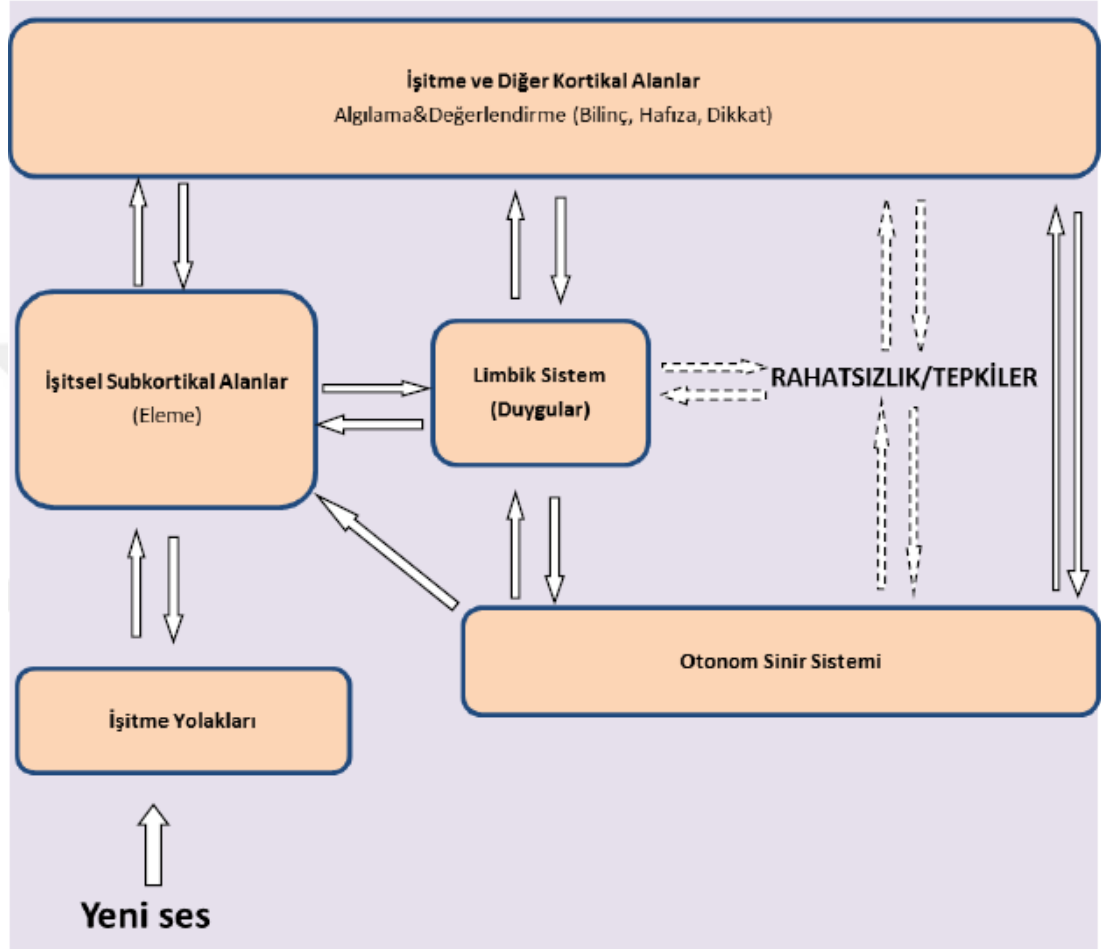 İşitme ve Diğer Kortikal Alanlar
Algılama&Değerlendirme (Bilinç, Hafıza, Dikkat)
İşitsel Subkortikal Alanlar
(Eleme)
Limbik Sistem
(Duygular)
RAHATSIZLIK/TEPKİLER
Otonom Sinir Sistemi
İşitme Yolakları
Yeni ses